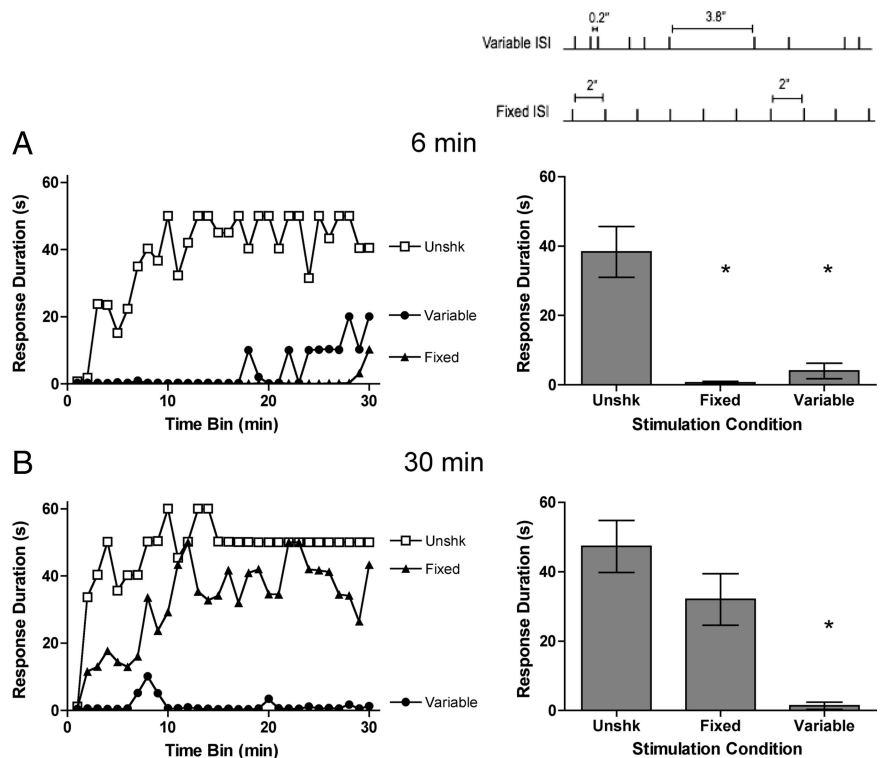 0.2" 3.8"
Variable ISI
2" 2"
Fixed ISI
A 6 min
60
40
20
0
Response Duration (s)
Unshk
Variable
Fixed
0 10 20 30
Time Bin (min)
60
40
20
0
Response Duration (s)
* *
Unshk Fixed Variable
Stimulation Condition
B 30 min
60
40
20
0
Response Duration (s)
Unshk
Fixed
Variable
0 10 20 30
Time Bin (min)
60
40
20
0
Response Duration (s)
*
Unshk Fixed Variable
Stimulation Condition